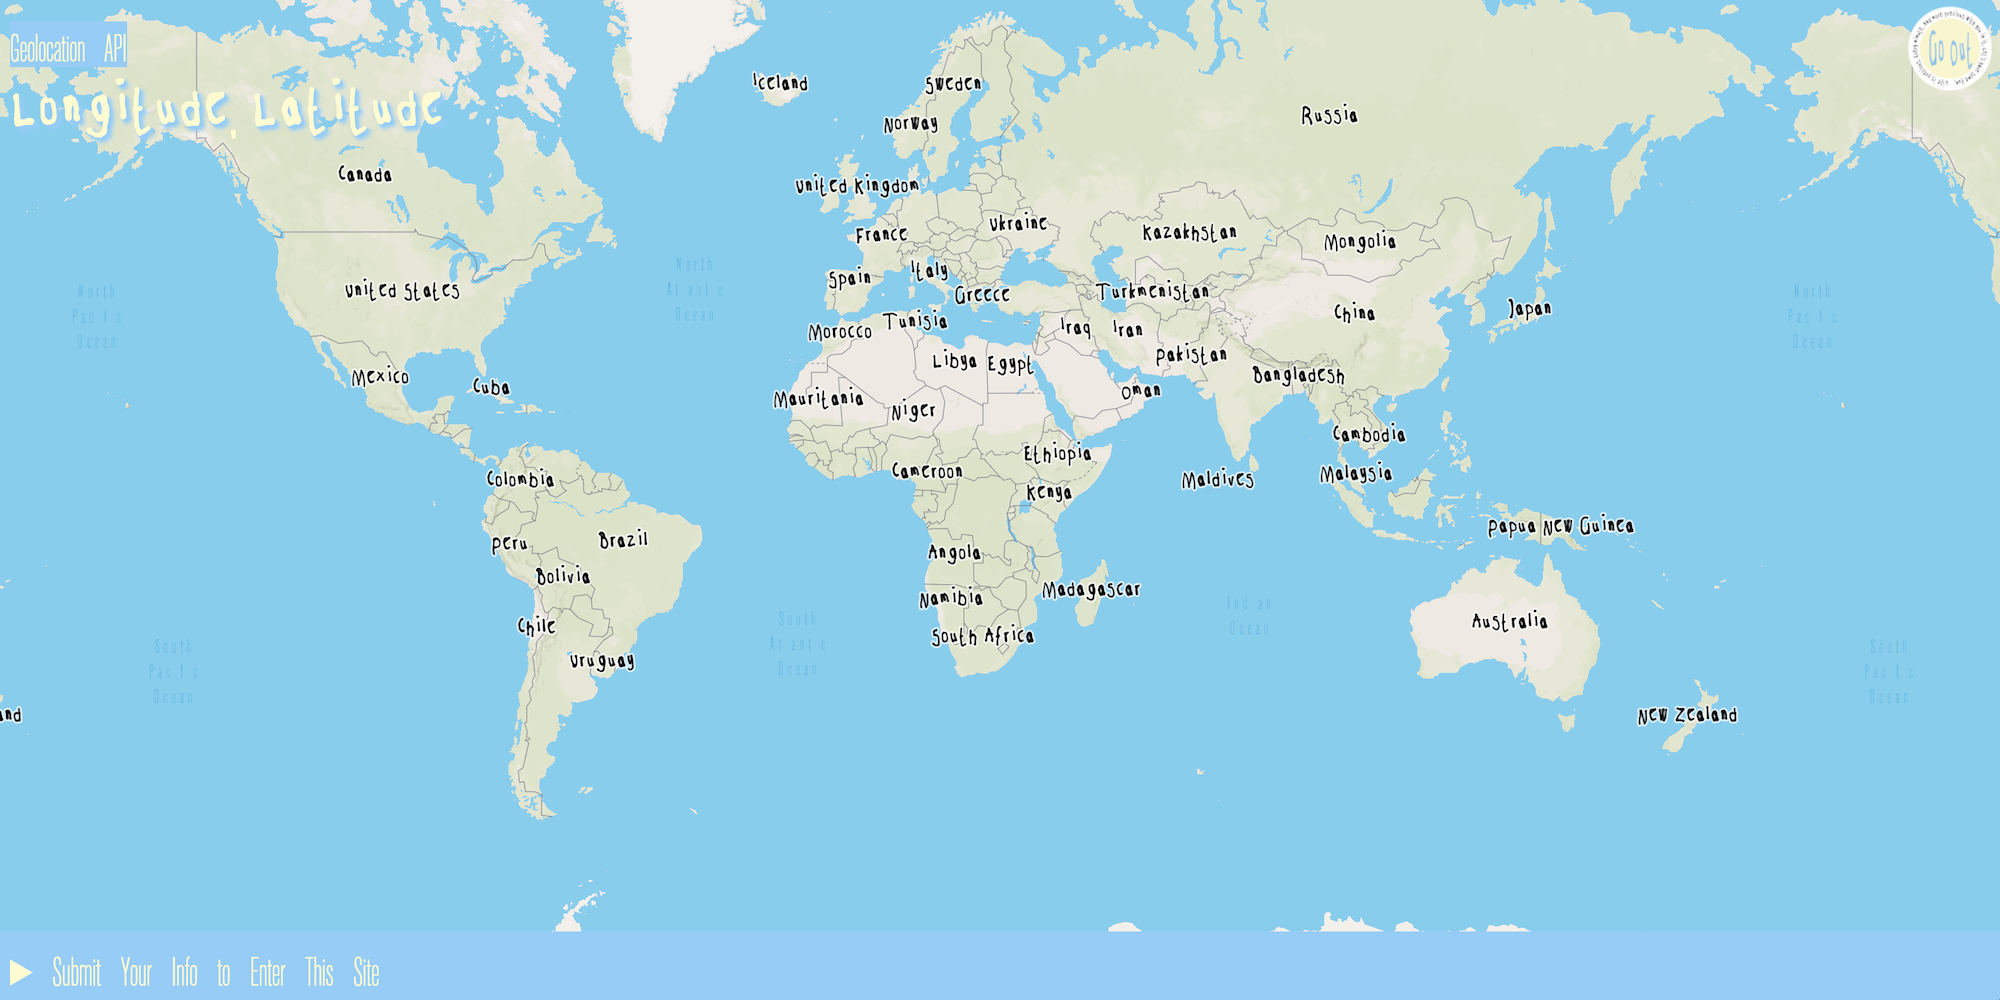 Geolocation API
Longitude, Latitude
Go out
Iceland
Sweden
Russia
Norway
Canada
United Kingdom
Ukraine
France
Kazakhstan
Mongolia
Italy
Spain
United States
Greece
Turkmenistan
North
Pacific
Ocean
North
Atlantic
Ocean
North
Pacific
Ocean
China
Japan
Morocco
Tunisia
Iraq
Iran
Pakistan
Libya
Egypt
Mexico
Cuba
Bangladesh
Oman
Mauritania
Niger
Cambodia
Ethiopia
Cameroon
Colombia
Maldives
Malaysia
Kenya
Papua New Guinea
Peru
Brazil
Angola
Bolivia
Madagascar
Namibia
Indian
Ocean
Chile
South
Atlantic
Ocean
South Africa
Australia
Uruguay
South
Pacific
Ocean
South
Pacific
Ocean
and
New Zealand
Submit Your Info to Enter This Site